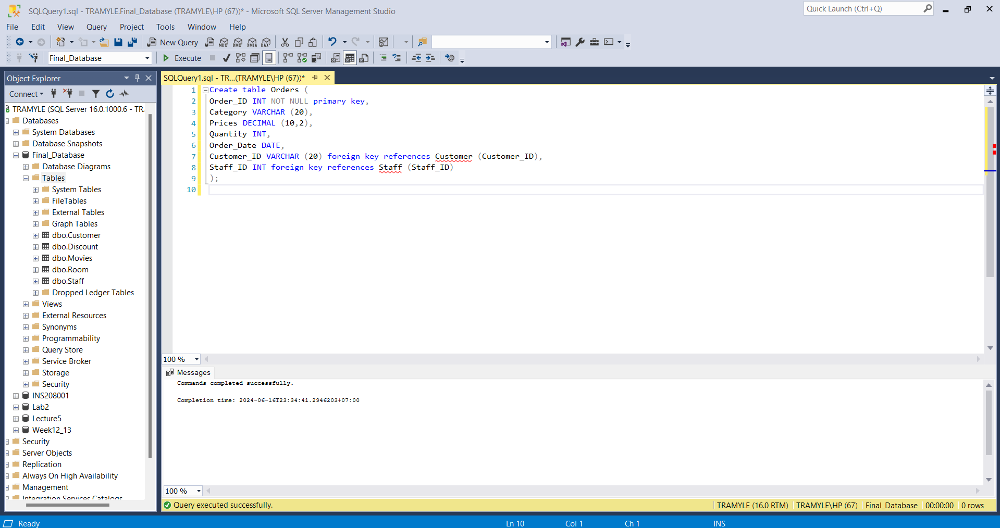 SQLQuery1.sql - TRAMYLE.Final_Database (TRAMYLE\HP (67))* - Microsoft SQL Server Management Studio
Quick Launch (Ctrl+Q)
File Edit View Query Project Tools Window Help
New Query MDX DMX XMLA DAX
Final_Database Execute
Object Explorer
Connect
TRAMYLE (SQL Server 16.0.1000.6 - TRA
Databases
System Databases
Database Snapshots
Final_Database
Database Diagrams
Tables
System Tables
FileTables
External Tables
Graph Tables
dbo.Customer
dbo.Discount
dbo.Movies
dbo.Room
dbo.Staff
Dropped Ledger Tables
Views
External Resources
Synonyms
Programmability
Query Store
Service Broker
Storage
Security
INS208001
Lab2
Lecture5
Week12_13
Security
Server Objects
Replication
Always On High Availability
Management
Integration Services Catalogs
SQLQuery1.sql - TR...(TRAMYLE\HP (67))*
1 Create table Orders (
2 Order_ID INT NOT NULL primary key,
3 Category VARCHAR (20),
4 Prices DECIMAL (10,2),
5 Quantity INT,
6 Order_Date DATE,
7 Customer_ID VARCHAR (20) foreign key references Customer (Customer_ID),
8 Staff_ID INT foreign key references Staff (Staff_ID)
9 );
10
100 %
Messages
Commands completed successfully.
Completion time: 2024-06-16T23:34:41.2946203+07:00
100 %
Query executed successfully.
TRAMYLE (16.0 RTM) TRAMYLE\HP (67) Final_Database 00:00:00 0 rows
Ready Ln 10 Col 1 Ch 1 INS